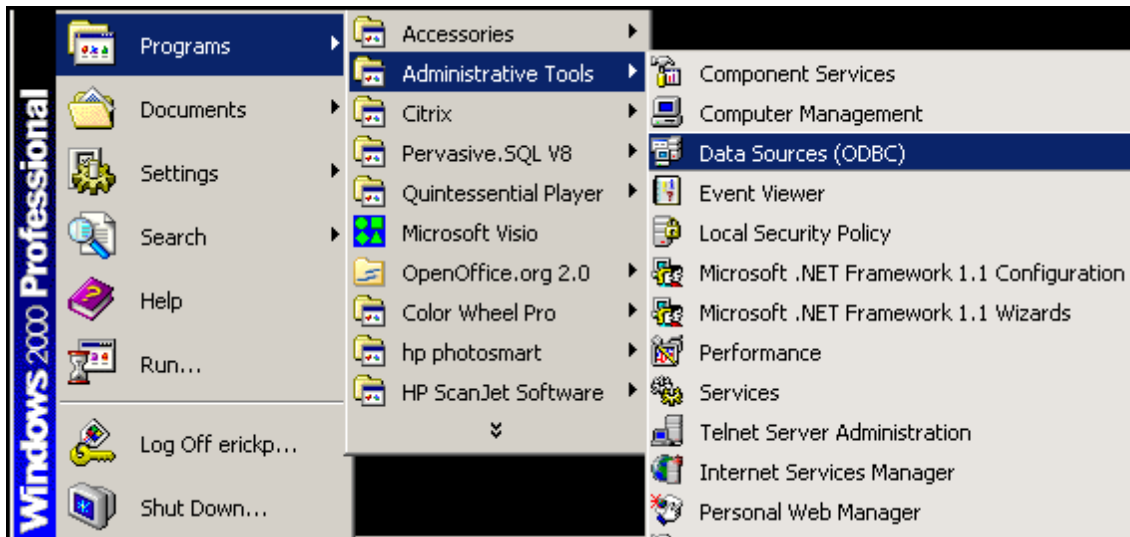 Windows 2000 Professional
Programs
Documents
Settings
Search
Help
Run...
Log Off erickp...
Shut Down...
Accessories
Administrative Tools
Citrix
Pervasive.SQL V8
Quintessential Player
Microsoft Visio
OpenOffice.org 2.0
Color Wheel Pro
hp photosmart
HP ScanJet Software
Component Services
Computer Management
Data Sources (ODBC)
Event Viewer
Local Security Policy
Microsoft .NET Framework 1.1 Configuration
Microsoft .NET Framework 1.1 Wizards
Performance
Services
Telnet Server Administration
Internet Services Manager
Personal Web Manager